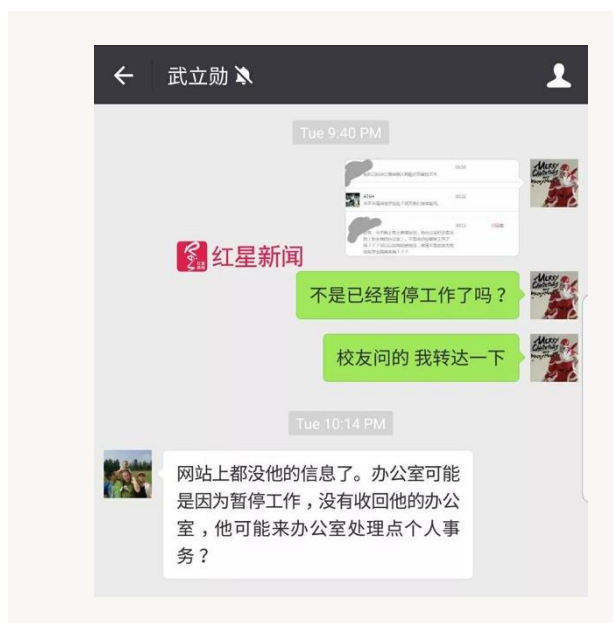 武立勋
Tue 9:40 PM
红星新闻
不是已经暂停工作了吗？
校友问的 我转达一下
Tue 10:14 PM
网站上都没他的信息了。办公室可能
是因为暂停工作，没有收回他的办公
室，他可能来办公室处理点个人事
务？